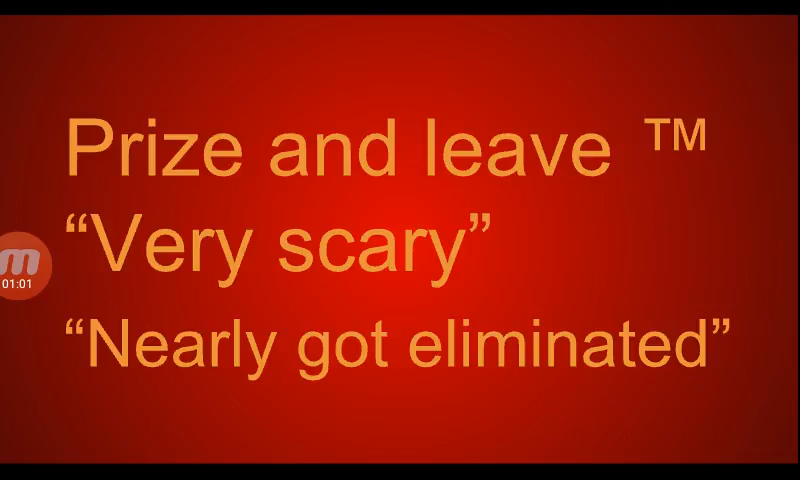 Prize and leave ™
“Very scary”
m
01:01
“Nearly got eliminated”